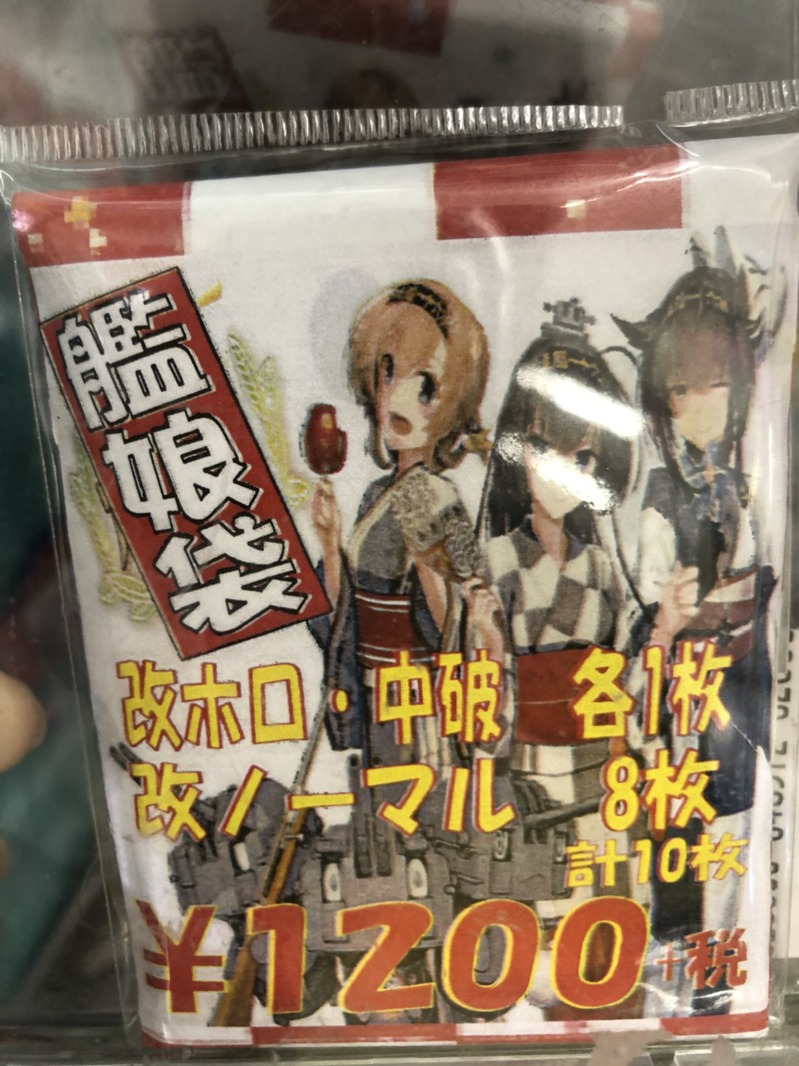 艦娘袋
改ホロ・中破 各1枚
改ノーマル 8枚
計10枚
¥1200+税